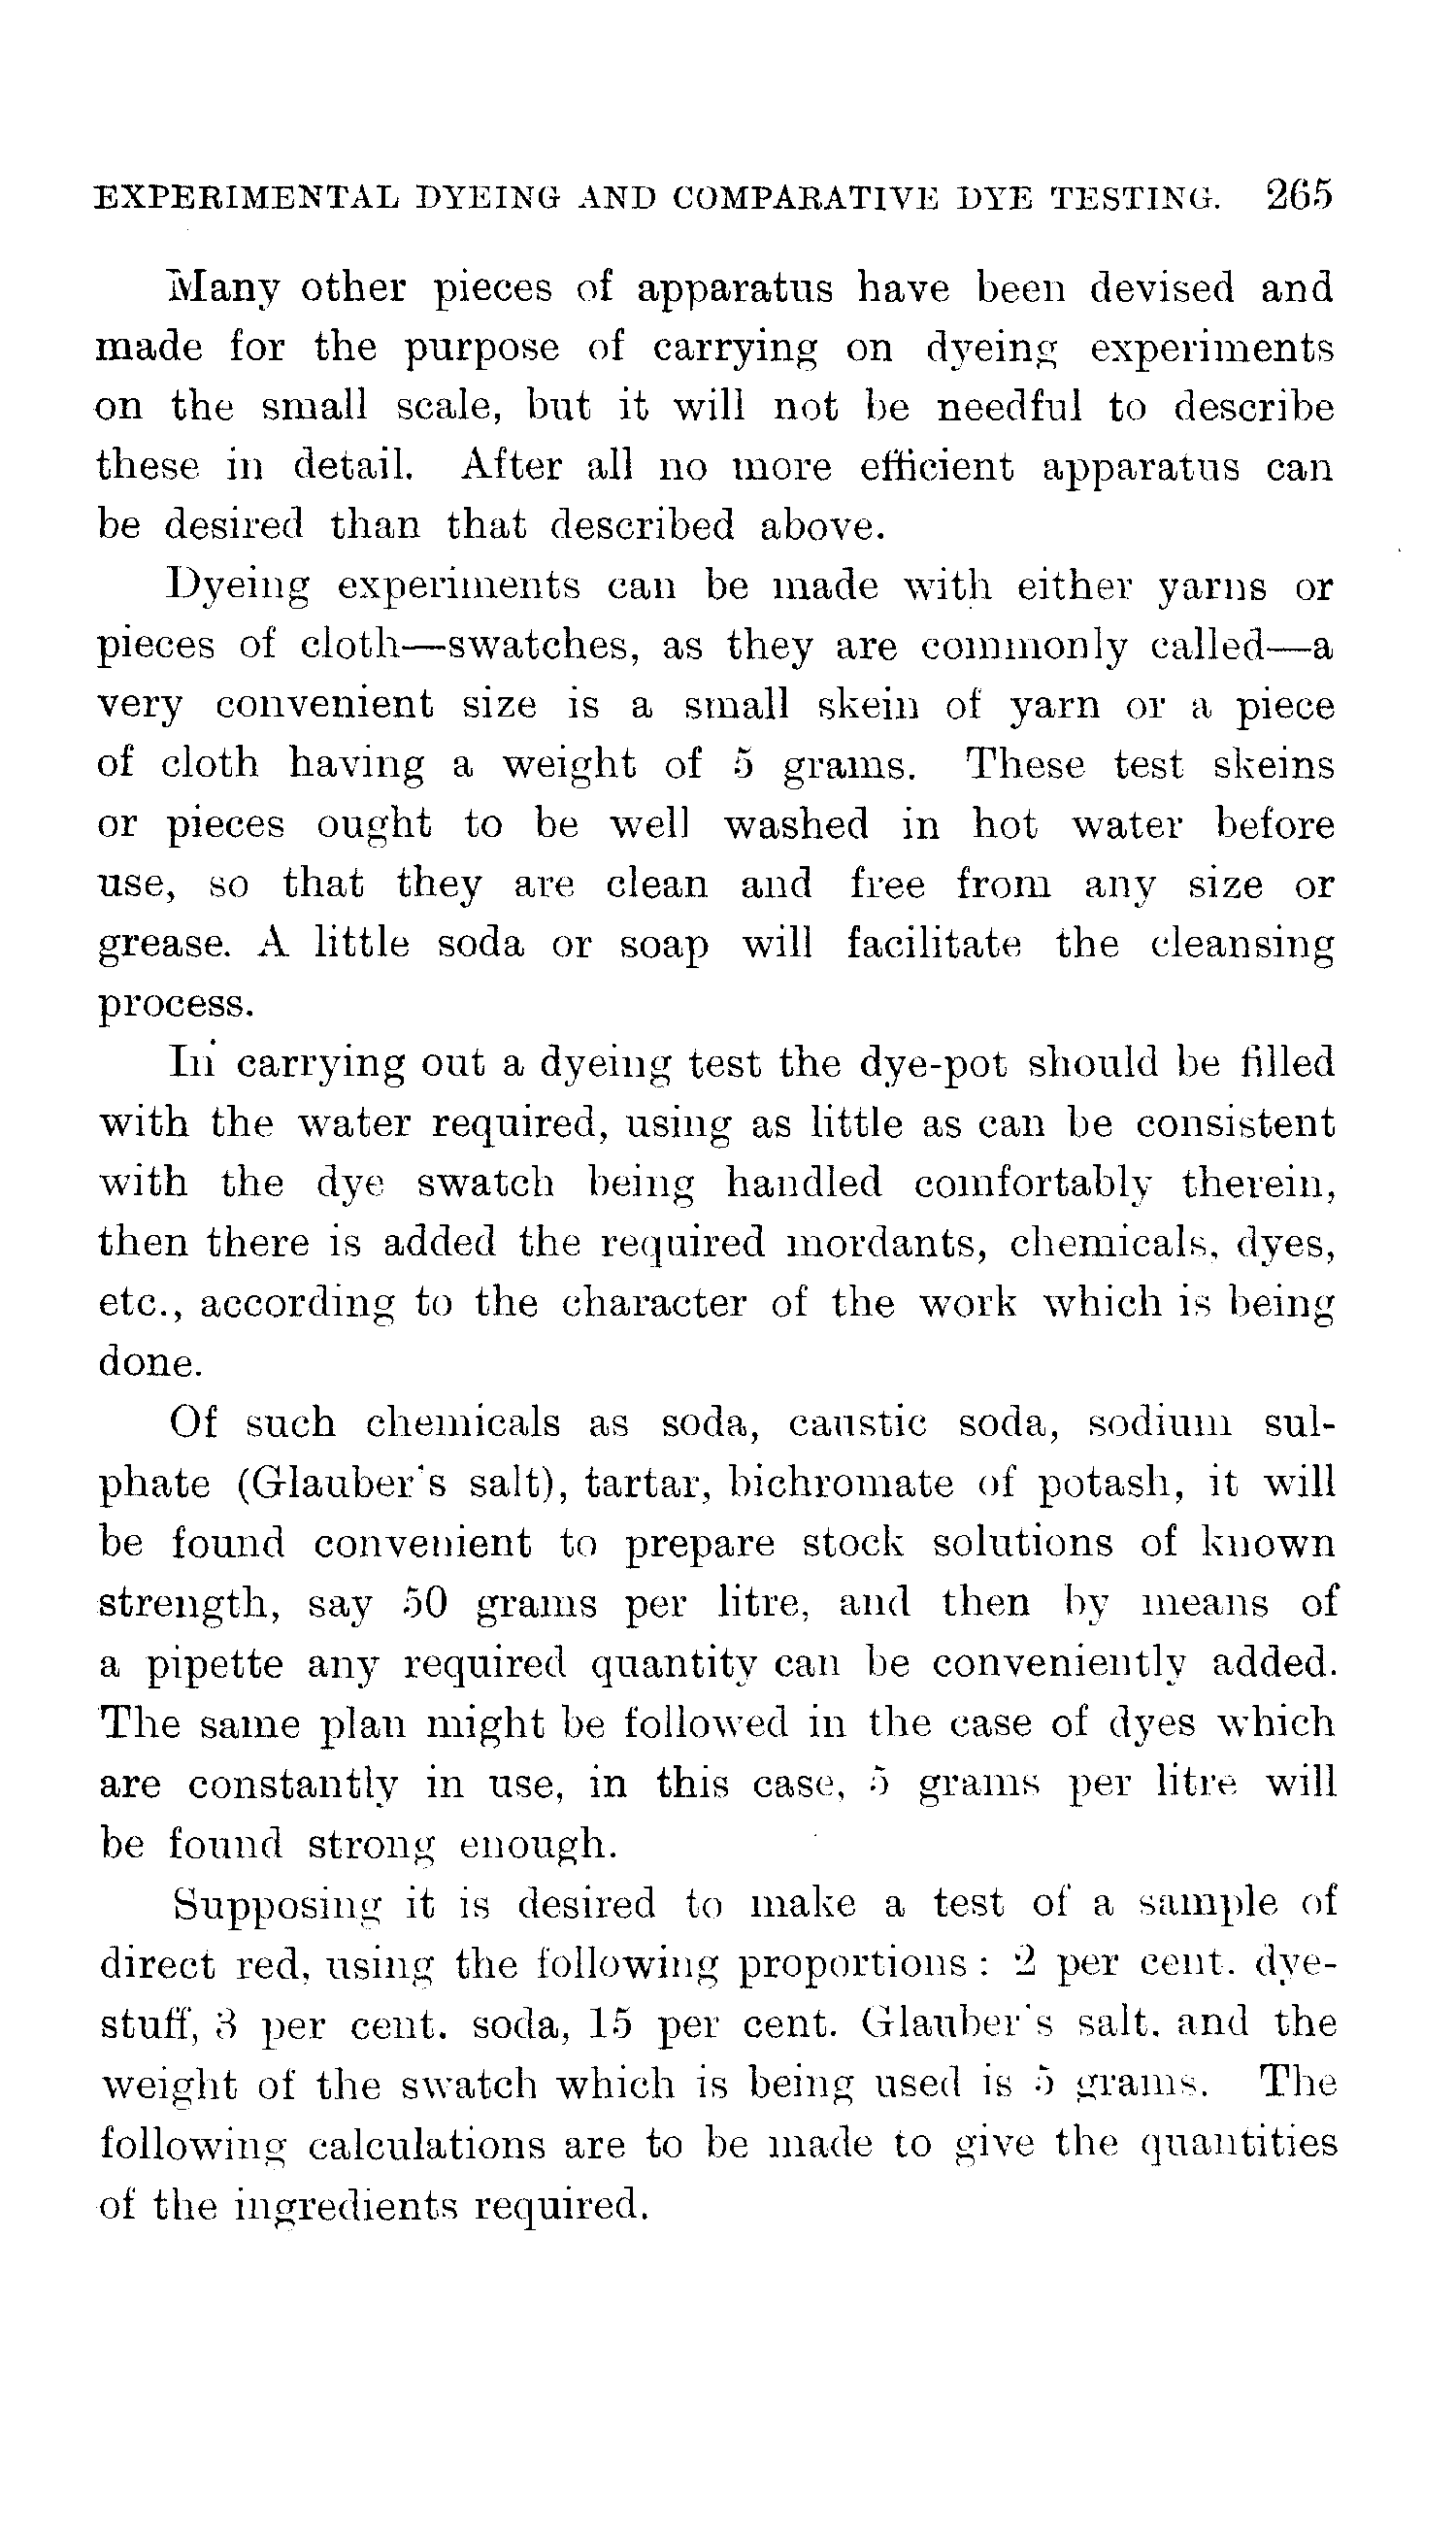 EXPERIMENTAL DYEING AND COMPARATIVE DYE TESTING. 265
Many other pieces of apparatus have been devised and
made for the purpose of carrying on dyeing experiments
on the small scale, but it will not be needful to describe
these in detail. After all no more efficient apparatus can
be desired than that described above.
Dyeing experiments can be made with either yarns or
pieces of cloth—swatches, as they are commonly called—a
very convenient size is a small skein of yarn or a piece
of cloth having a weight of 5 grams. These test skeins
or pieces ought to be well washed in hot water before
use, so that they are clean and free from any size or
grease. A little soda or soap will facilitate the cleansing
process.
In carrying out a dyeing test the dye-pot should be filled
with the water required, using as little as can be consistent
with the dye swatch being handled comfortably therein,
then there is added the required mordants, chemicals, dyes,
etc., according to the character of the work which is being
done.
Of such chemicals as soda, caustic soda, sodium sul-
phate (Glauber's salt), tartar, bichromate of potash, it will
be found convenient to prepare stock solutions of known
strength, say 50 grams per litre, and then by means of
a pipette any required quantity can be conveniently added.
The same plan might be followed in the case of dyes which
are constantly in use, in this case, 5 grams per litre will
be found strong enough.
Supposing it is desired to make a test of a sample of
direct red, using the following proportions : 2 per cent. dye-
stuff, 3 per cent. soda, 15 per cent. Glauber's salt, and the
weight of the swatch which is being used is 5 grams. The
following calculations are to be made to give the quantities
of the ingredients required.